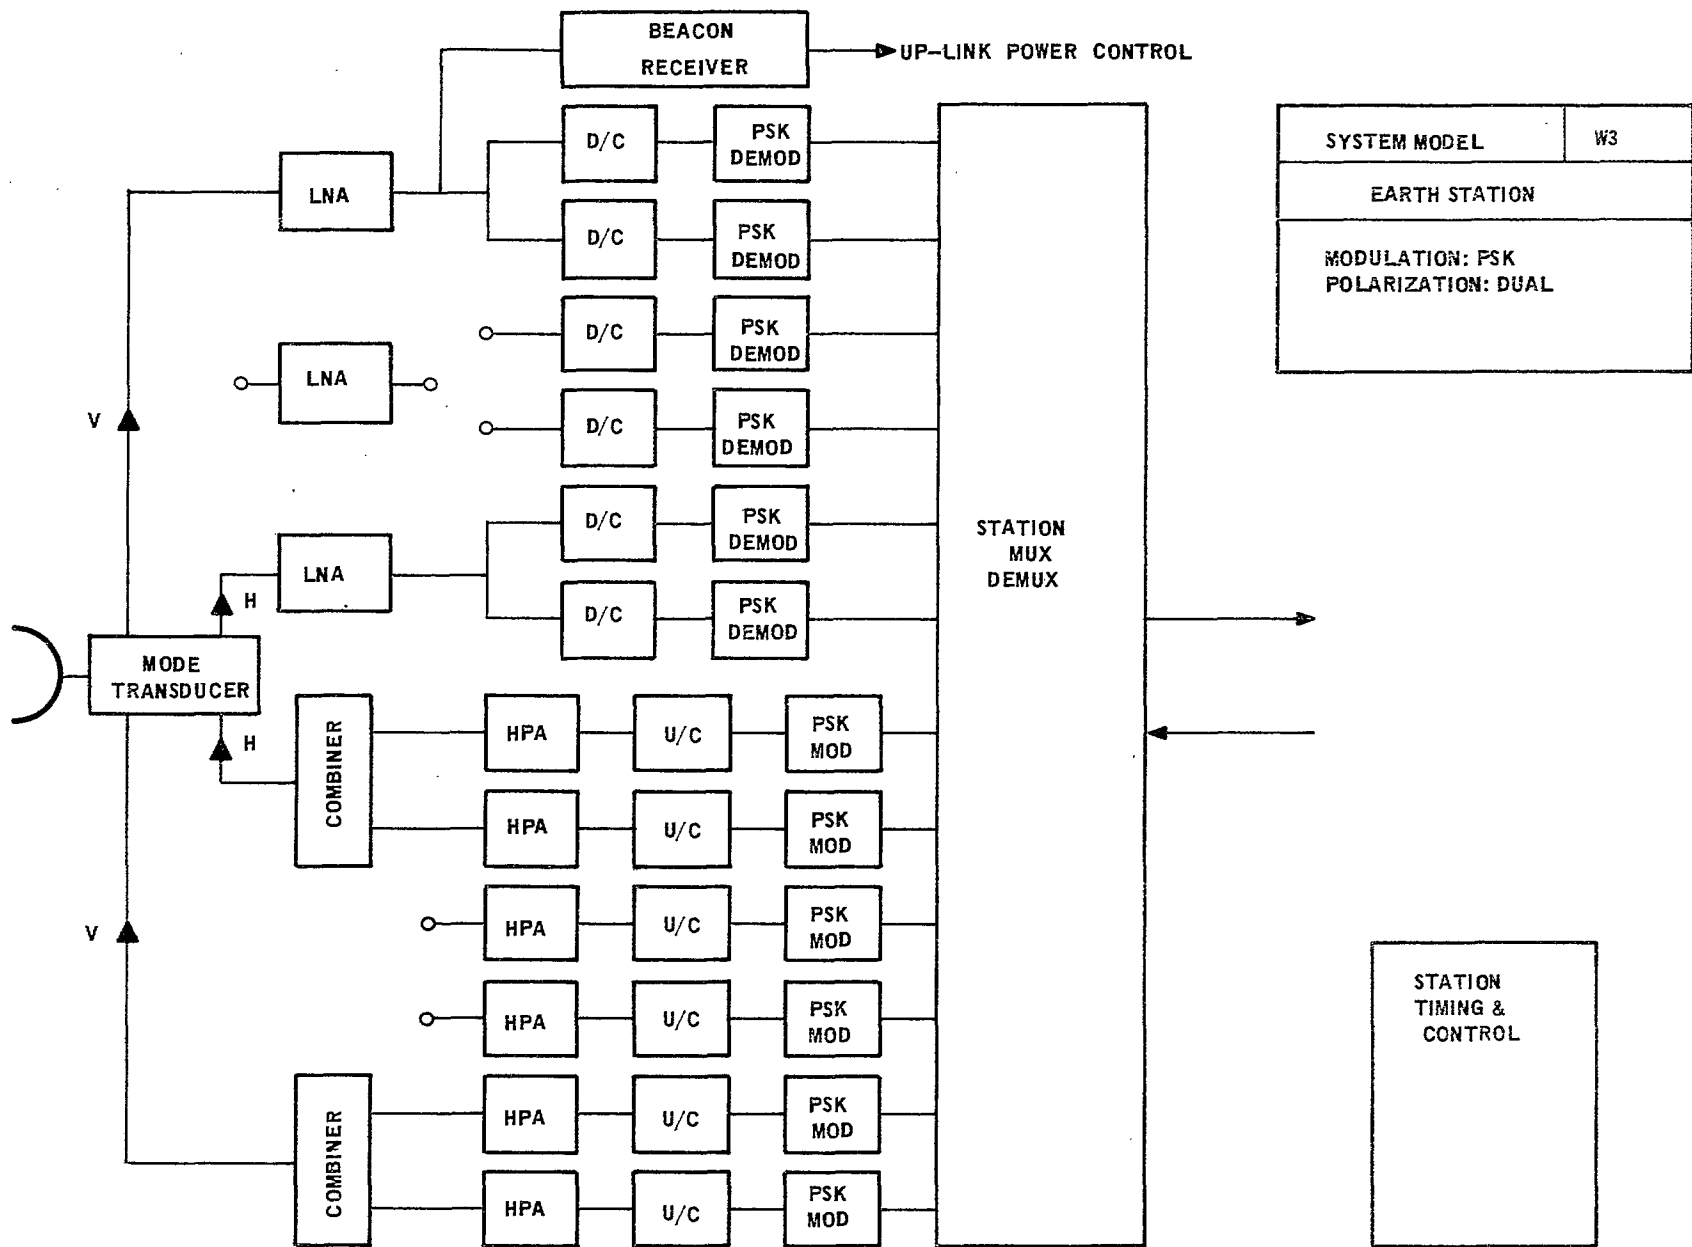 BEACON
RECEIVER
UP-LINK POWER CONTROL
D/C
PSK
DEMOD
LNA
D/C
PSK
DEMOD
D/C
PSK
DEMOD
LNA
D/C
PSK
DEMOD
V
D/C
PSK
DEMOD
LNA
H
D/C
PSK
DEMOD
MODE
TRANSDUCER
STATION
MUX
DEMUX
H
COMBINER
HPA
U/C
PSK
MOD
HPA
U/C
PSK
MOD
V
HPA
U/C
PSK
MOD
HPA
U/C
PSK
MOD
COMBINER
HPA
U/C
PSK
MOD
HPA
U/C
PSK
MOD
SYSTEM MODEL
W3
EARTH STATION
MODULATION: PSK
POLARIZATION: DUAL
STATION
TIMING &
CONTROL